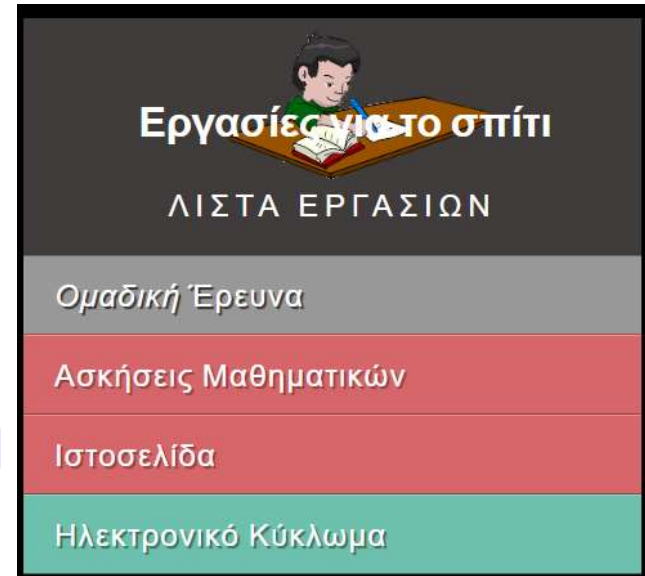 Εργασίες για το σπίτι
ΛΙΣΤΑ ΕΡΓΑΣΙΩΝ
Ομαδική Έρευνα
Ασκήσεις Μαθηματικών
Ιστοσελίδα
Ηλεκτρονικό Κύκλωμα